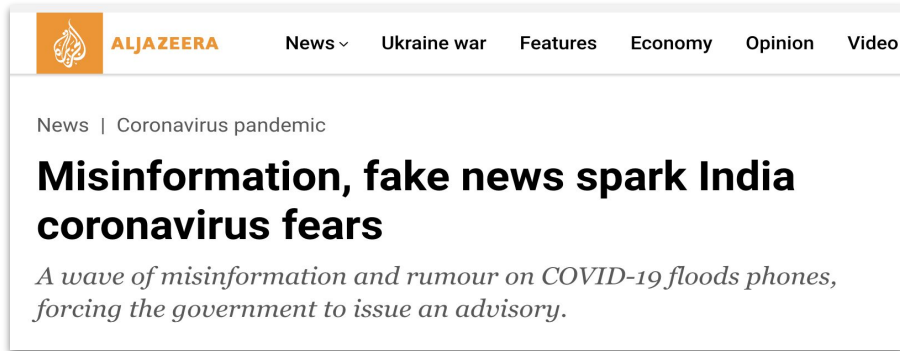 ALJAZEERA News Ukraine war Features Economy Opinion Video
News | Coronavirus pandemic
Misinformation, fake news spark India
coronavirus fears
A wave of misinformation and rumour on COVID-19 floods phones,
forcing the government to issue an advisory.